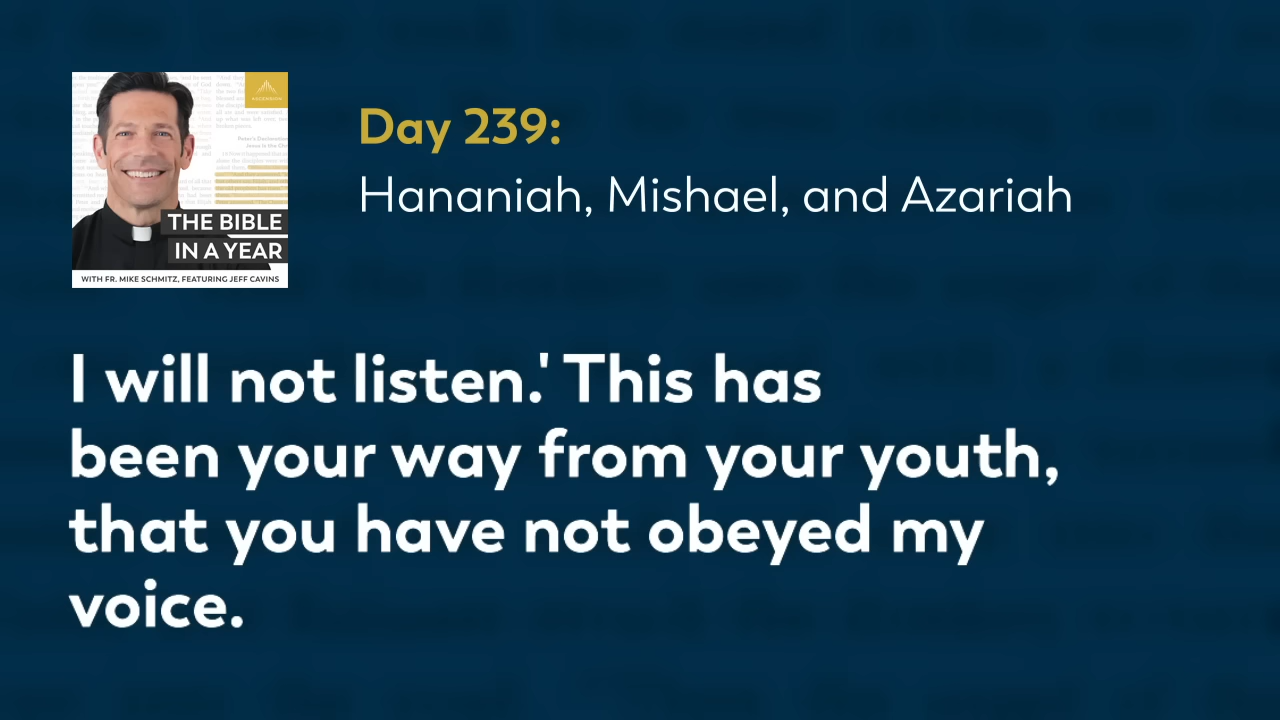 ASCENSION
THE BIBLE
IN A YEAR
WITH FR. MIKE SCHMITZ, FEATURING JEFF CAVINS
Day 239:
Hananiah, Mishael, and Azariah
I will not listen.' This has
been your way from your youth,
that you have not obeyed my
voice.